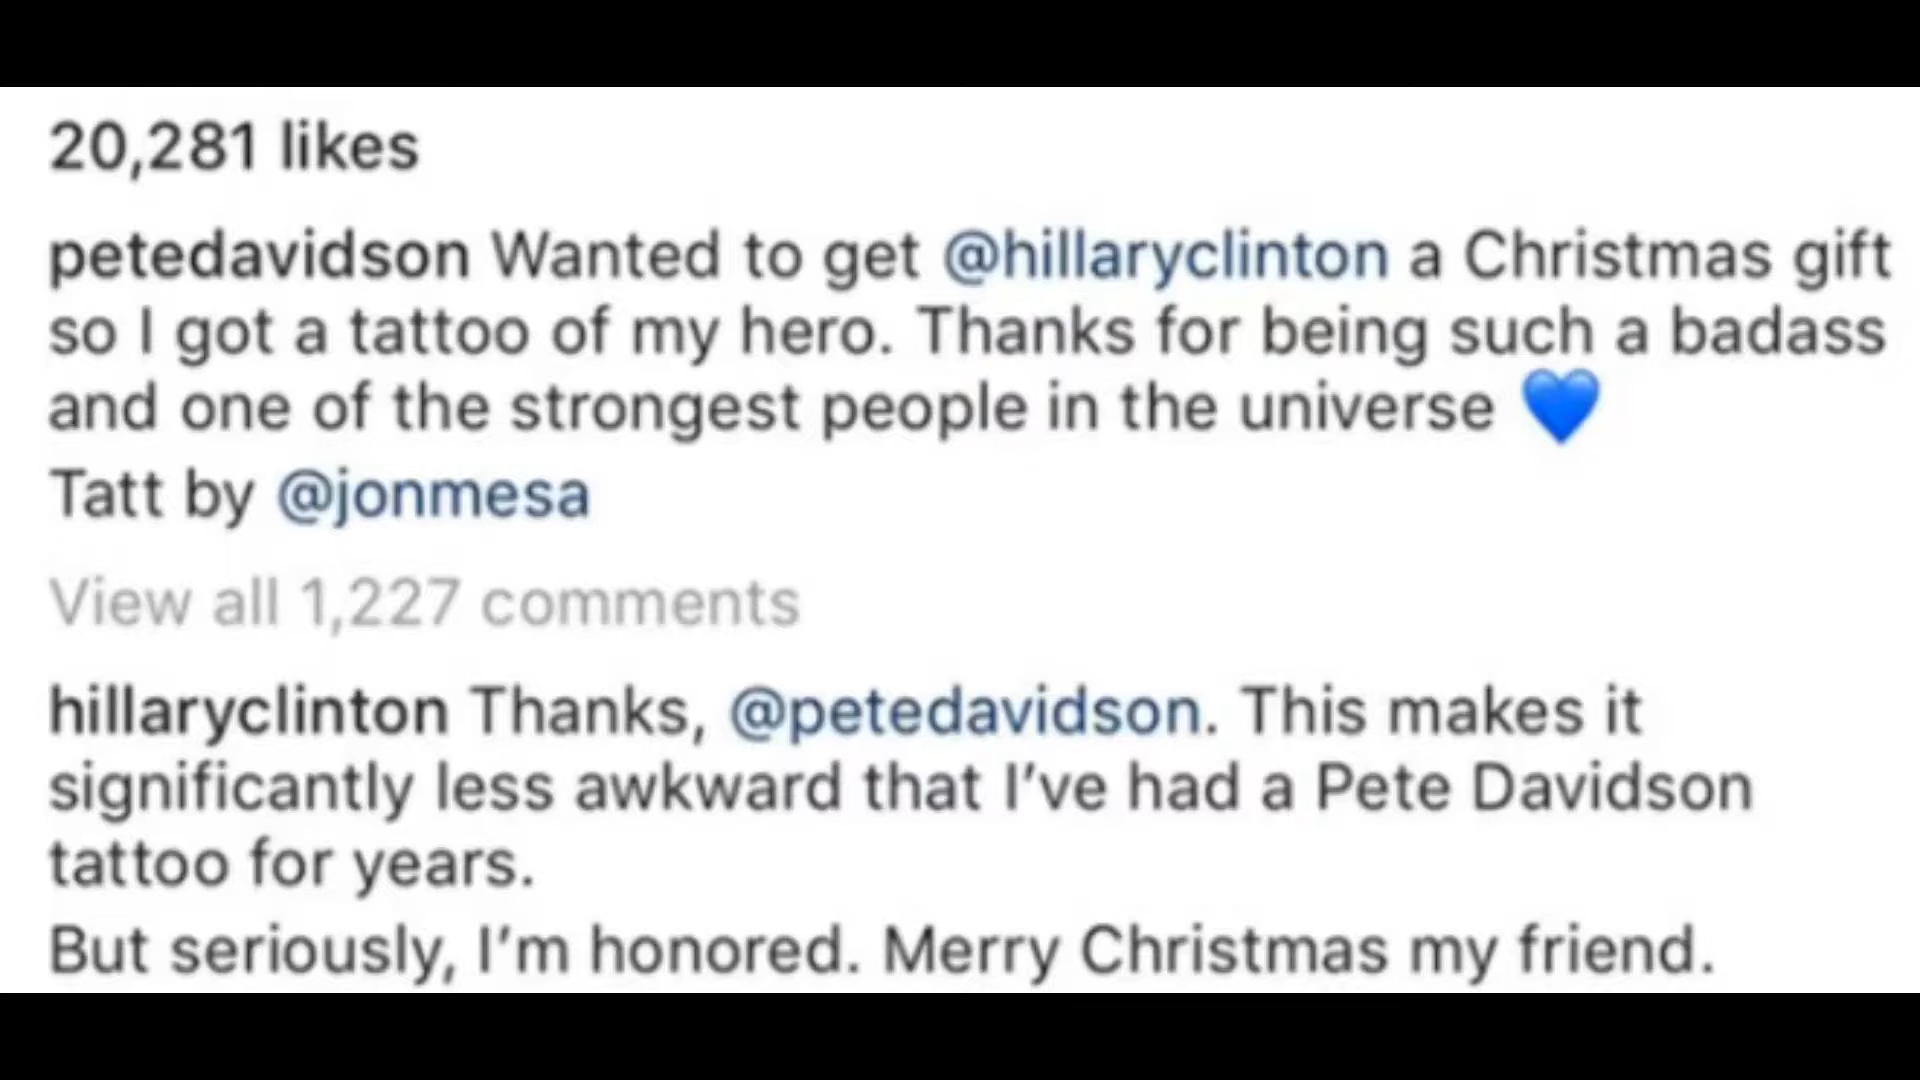 20,281 likes
petedavidson Wanted to get @hillaryclinton a Christmas gift
so I got a tattoo of my hero. Thanks for being such a badass
and one of the strongest people in the universe 💙
Tatt by @jonmesa
View all 1,227 comments
hillaryclinton Thanks, @petedavidson. This makes it
significantly less awkward that I’ve had a Pete Davidson
tattoo for years.
But seriously, I’m honored. Merry Christmas my friend.